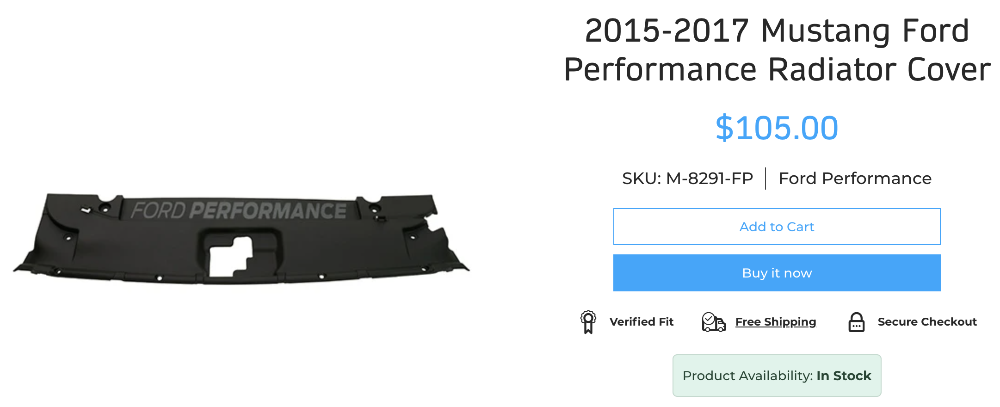 2015-2017 Mustang Ford
Performance Radiator Cover
$105.00
SKU: M-8291-FP | Ford Performance
FORD PERFORMANCE
Add to Cart
Buy it now
Verified Fit
Free Shipping
Secure Checkout
Product Availability: In Stock